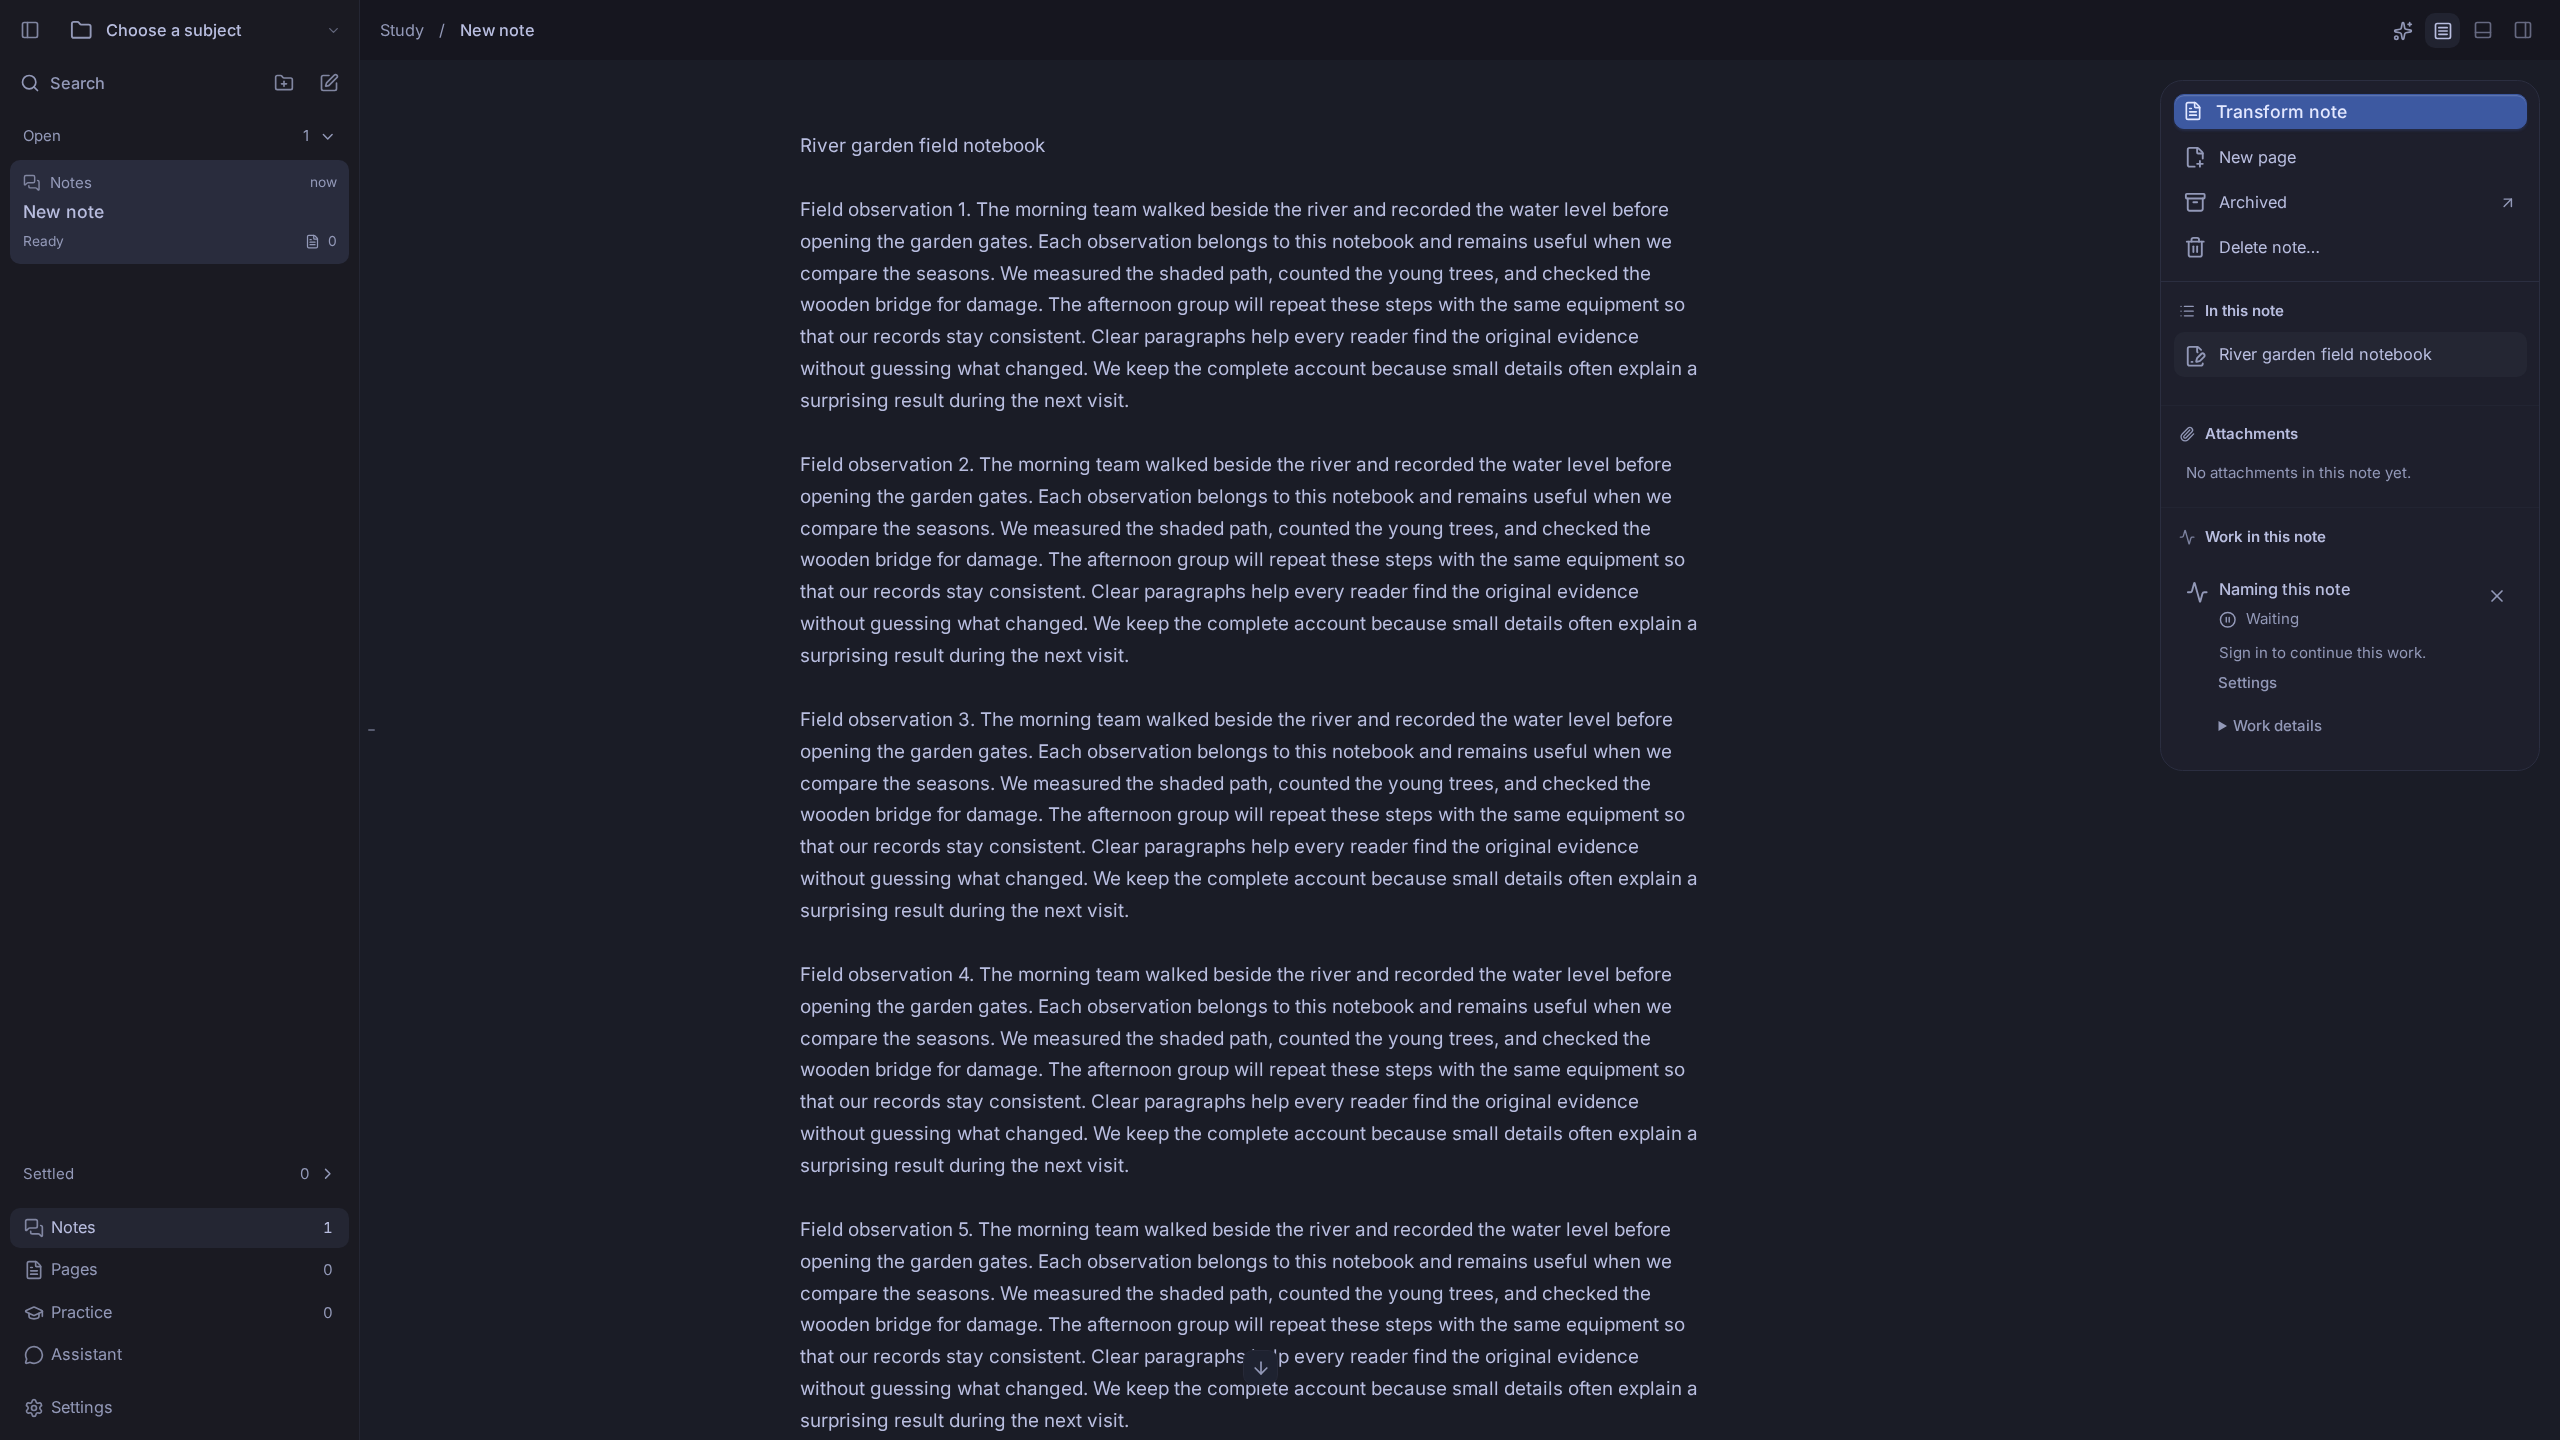 Choose a subject
Search
Open 1
Notes now
New note
Ready 0
Settled 0
Notes 1
Pages 0
Practice 0
Assistant
Settings
Study / New note
River garden field notebook
Field observation 1. The morning team walked beside the river and recorded the water level before
opening the garden gates. Each observation belongs to this notebook and remains useful when we
compare the seasons. We measured the shaded path, counted the young trees, and checked the
wooden bridge for damage. The afternoon group will repeat these steps with the same equipment so
that our records stay consistent. Clear paragraphs help every reader find the original evidence
without guessing what changed. We keep the complete account because small details often explain a
surprising result during the next visit.
Field observation 2. The morning team walked beside the river and recorded the water level before
opening the garden gates. Each observation belongs to this notebook and remains useful when we
compare the seasons. We measured the shaded path, counted the young trees, and checked the
wooden bridge for damage. The afternoon group will repeat these steps with the same equipment so
that our records stay consistent. Clear paragraphs help every reader find the original evidence
without guessing what changed. We keep the complete account because small details often explain a
surprising result during the next visit.
Field observation 3. The morning team walked beside the river and recorded the water level before
opening the garden gates. Each observation belongs to this notebook and remains useful when we
compare the seasons. We measured the shaded path, counted the young trees, and checked the
wooden bridge for damage. The afternoon group will repeat these steps with the same equipment so
that our records stay consistent. Clear paragraphs help every reader find the original evidence
without guessing what changed. We keep the complete account because small details often explain a
surprising result during the next visit.
Field observation 4. The morning team walked beside the river and recorded the water level before
opening the garden gates. Each observation belongs to this notebook and remains useful when we
compare the seasons. We measured the shaded path, counted the young trees, and checked the
wooden bridge for damage. The afternoon group will repeat these steps with the same equipment so
that our records stay consistent. Clear paragraphs help every reader find the original evidence
without guessing what changed. We keep the complete account because small details often explain a
surprising result during the next visit.
Field observation 5. The morning team walked beside the river and recorded the water level before
opening the garden gates. Each observation belongs to this notebook and remains useful when we
compare the seasons. We measured the shaded path, counted the young trees, and checked the
wooden bridge for damage. The afternoon group will repeat these steps with the same equipment so
that our records stay consistent. Clear paragraphs every reader find the original evidence
without guessing what changed. We keep the complete account because small details often explain a
surprising result during the next visit.
Transform note
New page
Archived
Delete note...
In this note
River garden field notebook
Attachments
No attachments in this note yet.
Work in this note
Naming this note
Waiting
Sign in to continue this work.
Settings
Work details